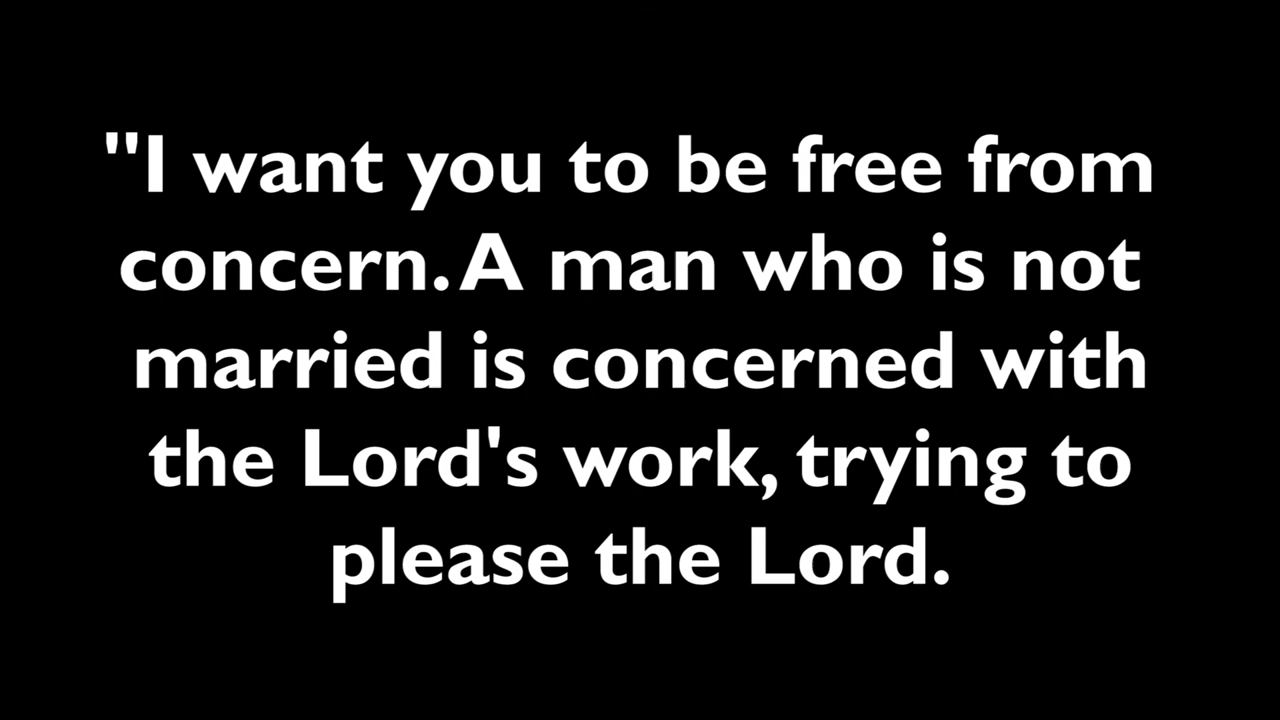 "I want you to be free from
concern. A man who is not
married is concerned with
the Lord's work, trying to
please the Lord.